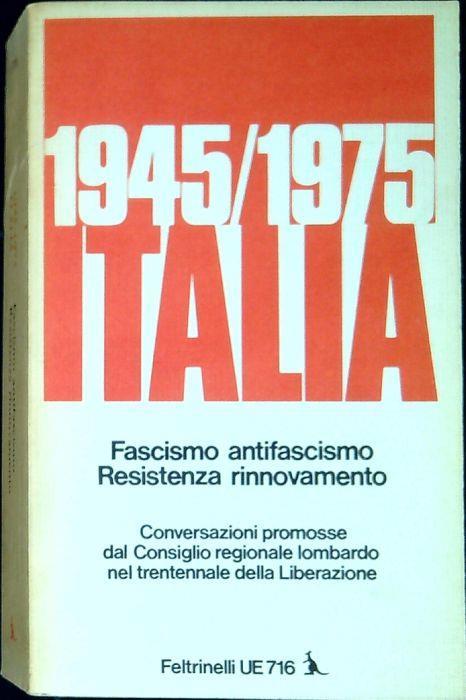 1945/1975
ITALIA
Fascismo antifascismo
Resistenza rinnovamento
Conversazioni promosse
dal Consiglio regionale lombardo
nel trentennale della Liberazione
Feltrinelli UE 716